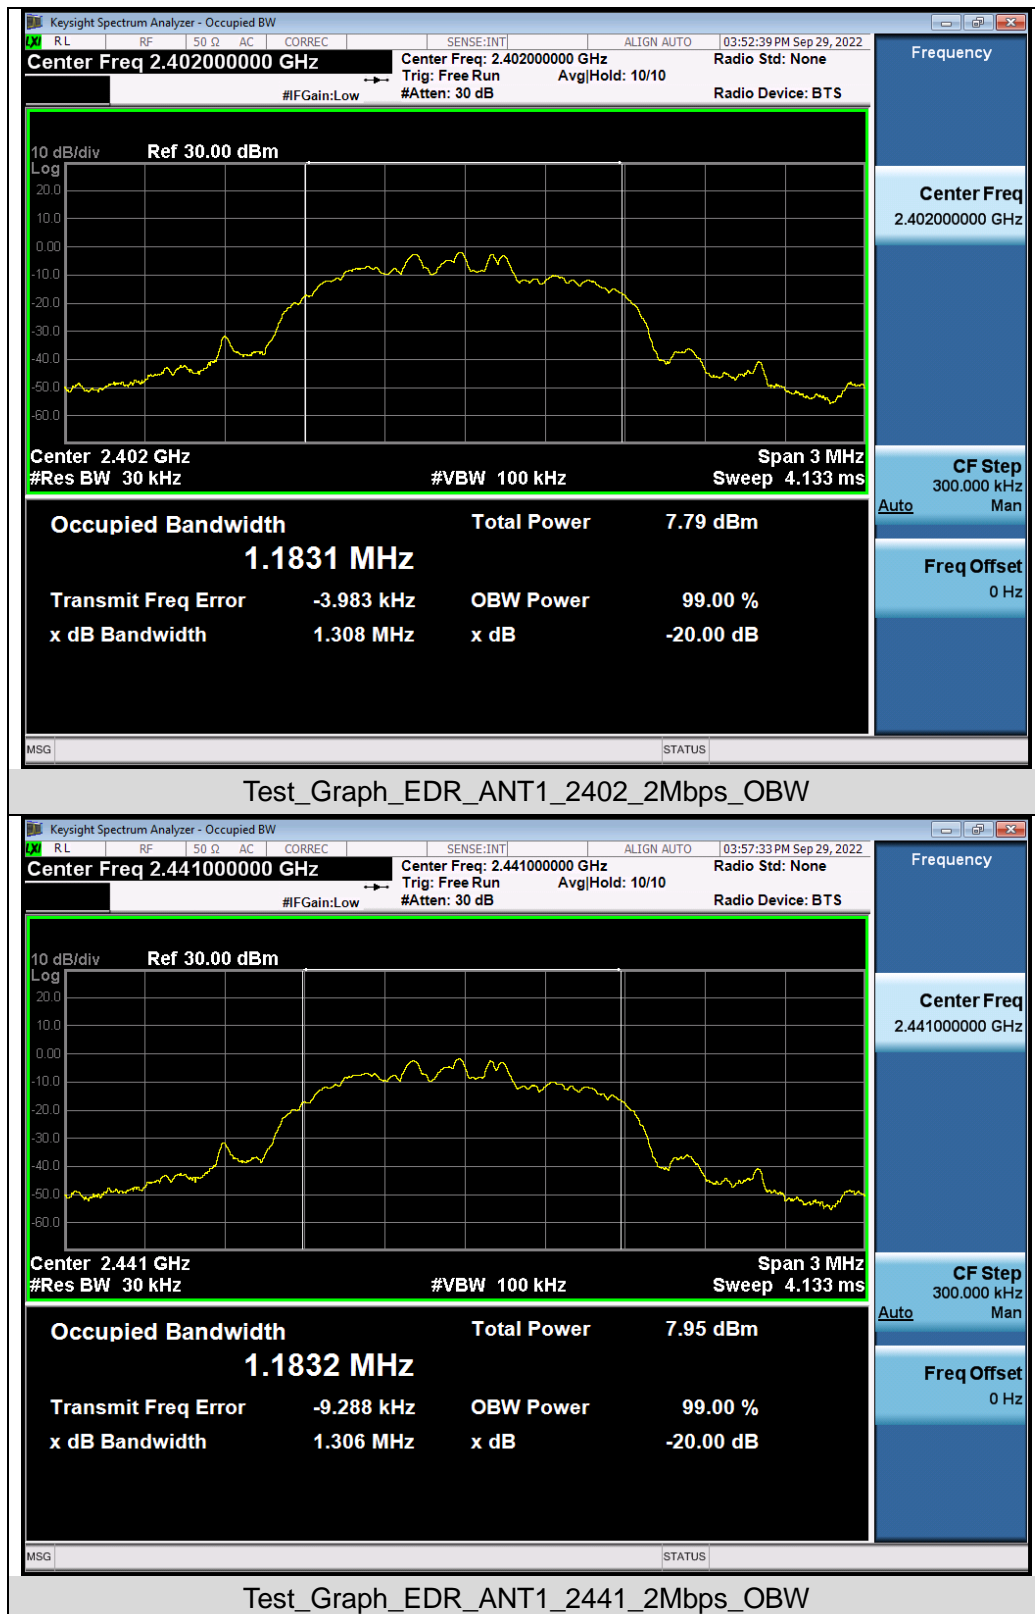 Keysight Spectrum Analyzer - Occupied BW
LXI RL RF 50 Ω AC CORREC SENSE:INT ALIGN AUTO 03:52:39 PM Sep 29, 2022
Center Freq 2.402000000 GHz Center Freq: 2.402000000 GHz Radio Std: None
Trig: Free Run Avg|Hold: 10/10
#IFGain:Low #Atten: 30 dB Radio Device: BTS
Frequency
10 dB/div Ref 30.00 dBm
Log
20.0
10.0
0.00
-10.0
-20.0
-30.0
-40.0
-50.0
-60.0
Center 2.402 GHz Span 3 MHz
#Res BW 30 kHz #VBW 100 kHz Sweep 4.133 ms
Center Freq
2.402000000 GHz
CF Step
300.000 kHz
Auto Man
Freq Offset
0 Hz
Occupied Bandwidth Total Power 7.79 dBm
1.1831 MHz
Transmit Freq Error -3.983 kHz OBW Power 99.00 %
x dB Bandwidth 1.308 MHz x dB -20.00 dB
MSG STATUS
Test_Graph_EDR_ANT1_2402_2Mbps_OBW
Keysight Spectrum Analyzer - Occupied BW
LXI RL RF 50 Ω AC CORREC SENSE:INT ALIGN AUTO 03:57:33 PM Sep 29, 2022
Center Freq 2.441000000 GHz Center Freq: 2.441000000 GHz Radio Std: None
Trig: Free Run Avg|Hold: 10/10
#IFGain:Low #Atten: 30 dB Radio Device: BTS
Frequency
10 dB/div Ref 30.00 dBm
Log
20.0
10.0
0.00
-10.0
-20.0
-30.0
-40.0
-50.0
-60.0
Center 2.441 GHz Span 3 MHz
#Res BW 30 kHz #VBW 100 kHz Sweep 4.133 ms
Center Freq
2.441000000 GHz
CF Step
300.000 kHz
Auto Man
Freq Offset
0 Hz
Occupied Bandwidth Total Power 7.95 dBm
1.1832 MHz
Transmit Freq Error -9.288 kHz OBW Power 99.00 %
x dB Bandwidth 1.306 MHz x dB -20.00 dB
MSG STATUS
Test_Graph_EDR_ANT1_2441_2Mbps_OBW